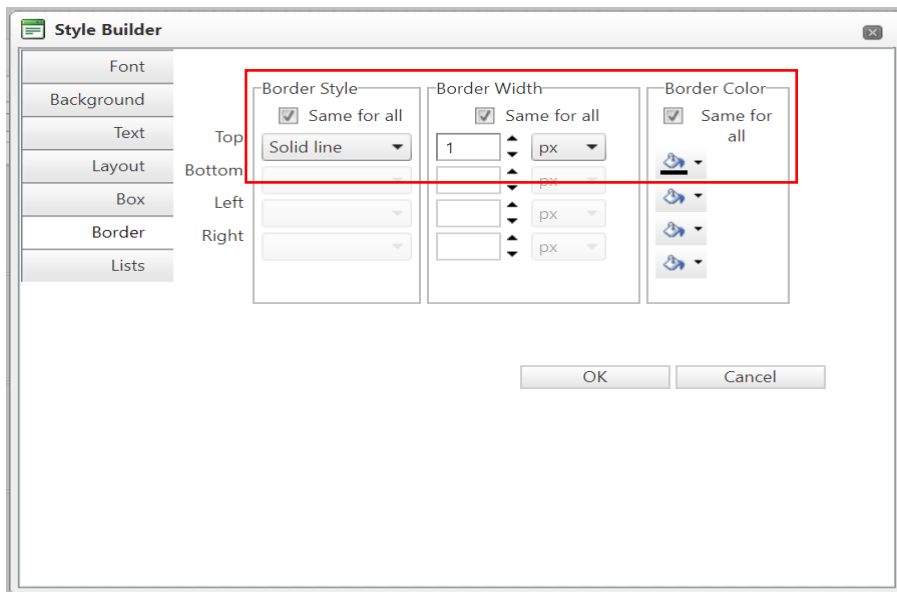 Style Builder
Font
Background
Text
Layout
Box
Border
Lists
Border Style
Border Width
Border Color
Same for all
Same for all
Same for
all
Top
Solid line
1
px
Bottom
px
Left
px
Right
px
OK
Cancel